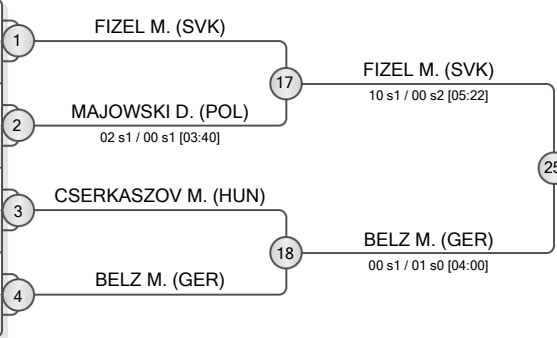 FIZEL M. (SVK)
1
17
FIZEL M. (SVK)
10 s1 / 00 s2 [05:22]
MAJOWSKI D. (POL)
2
02 s1 / 00 s1 [03:40]
25
CSERKASZOV M. (HUN)
3
18
BELZ M. (GER)
00 s1 / 01 s0 [04:00]
BELZ M. (GER)
4